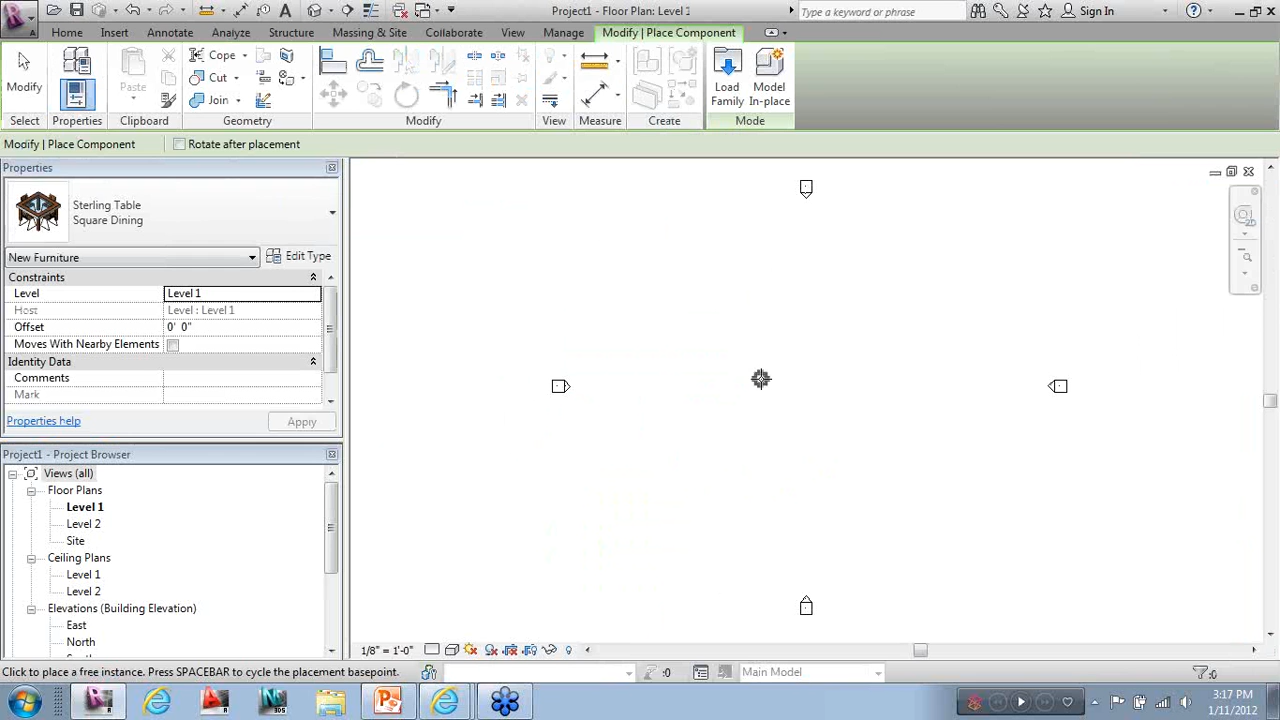 Project1 - Floor Plan: Level 1
Type a keyword or phrase
Sign In
Home
Insert
Annotate
Analyze
Structure
Massing & Site
Collaborate
View
Manage
Modify | Place Component
Modify
Paste
Cope
Cut
Join
Load
Family
Model
In-place
Select
Properties
Clipboard
Geometry
Modify
View
Measure
Create
Mode
Modify | Place Component
Rotate after placement
Properties
Sterling Table
Square Dining
New Furniture
Edit Type
Constraints
Level
Level 1
Host
Level : Level 1
Offset
0' 0"
Moves With Nearby Elements
Identity Data
Comments
Mark
Properties help
Apply
2D
Project1 - Project Browser
Views (all)
Floor Plans
Level 1
Level 2
Site
Ceiling Plans
Level 1
Level 2
Elevations (Building Elevation)
East
North
1/8" = 1'-0"
Click to place a free instance. Press SPACEBAR to cycle the placement basepoint.
:0
Main Model
:0
3:17 PM
1/11/2012